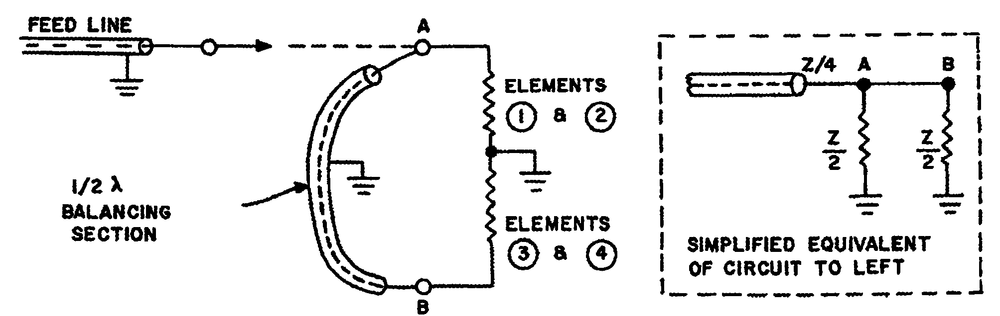 FEED LINE
A
ELEMENTS
1 & 2
1/2 λ
BALANCING
SECTION
ELEMENTS
3 & 4
B
Z/4 A B
Z
2
Z
2
SIMPLIFIED EQUIVALENT
OF CIRCUIT TO LEFT